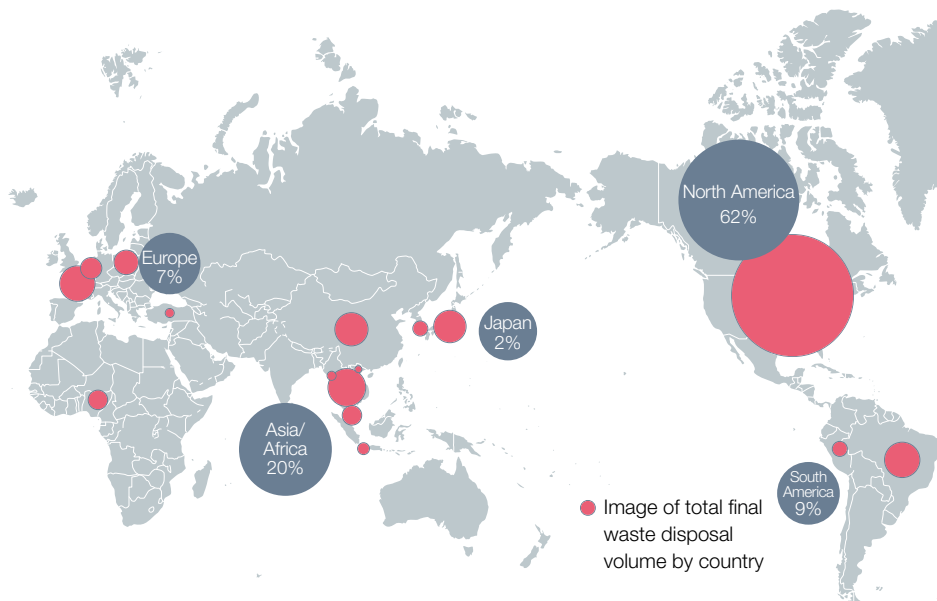 North America
62%
Europe
7%
Japan
2%
Asia/
Africa
20%
South
America
9%
Image of total final
waste disposal
volume by country